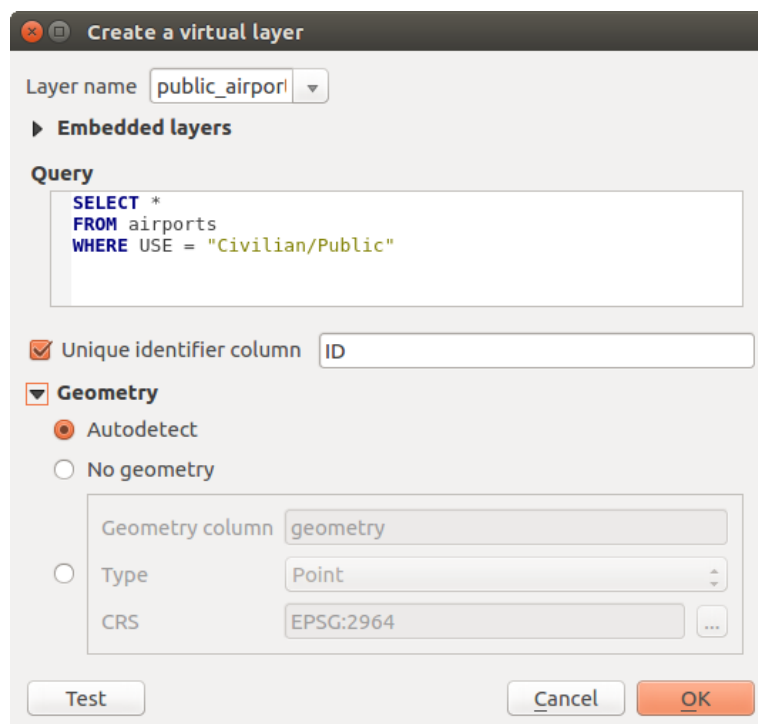 Create a virtual layer
Layer name public_airport
Embedded layers
Query
SELECT *
FROM airports
WHERE USE = "Civilian/Public"
Unique identifier column ID
Geometry
Autodetect
No geometry
Geometry column geometry
Type Point
CRS EPSG:2964 ...
Test Cancel OK